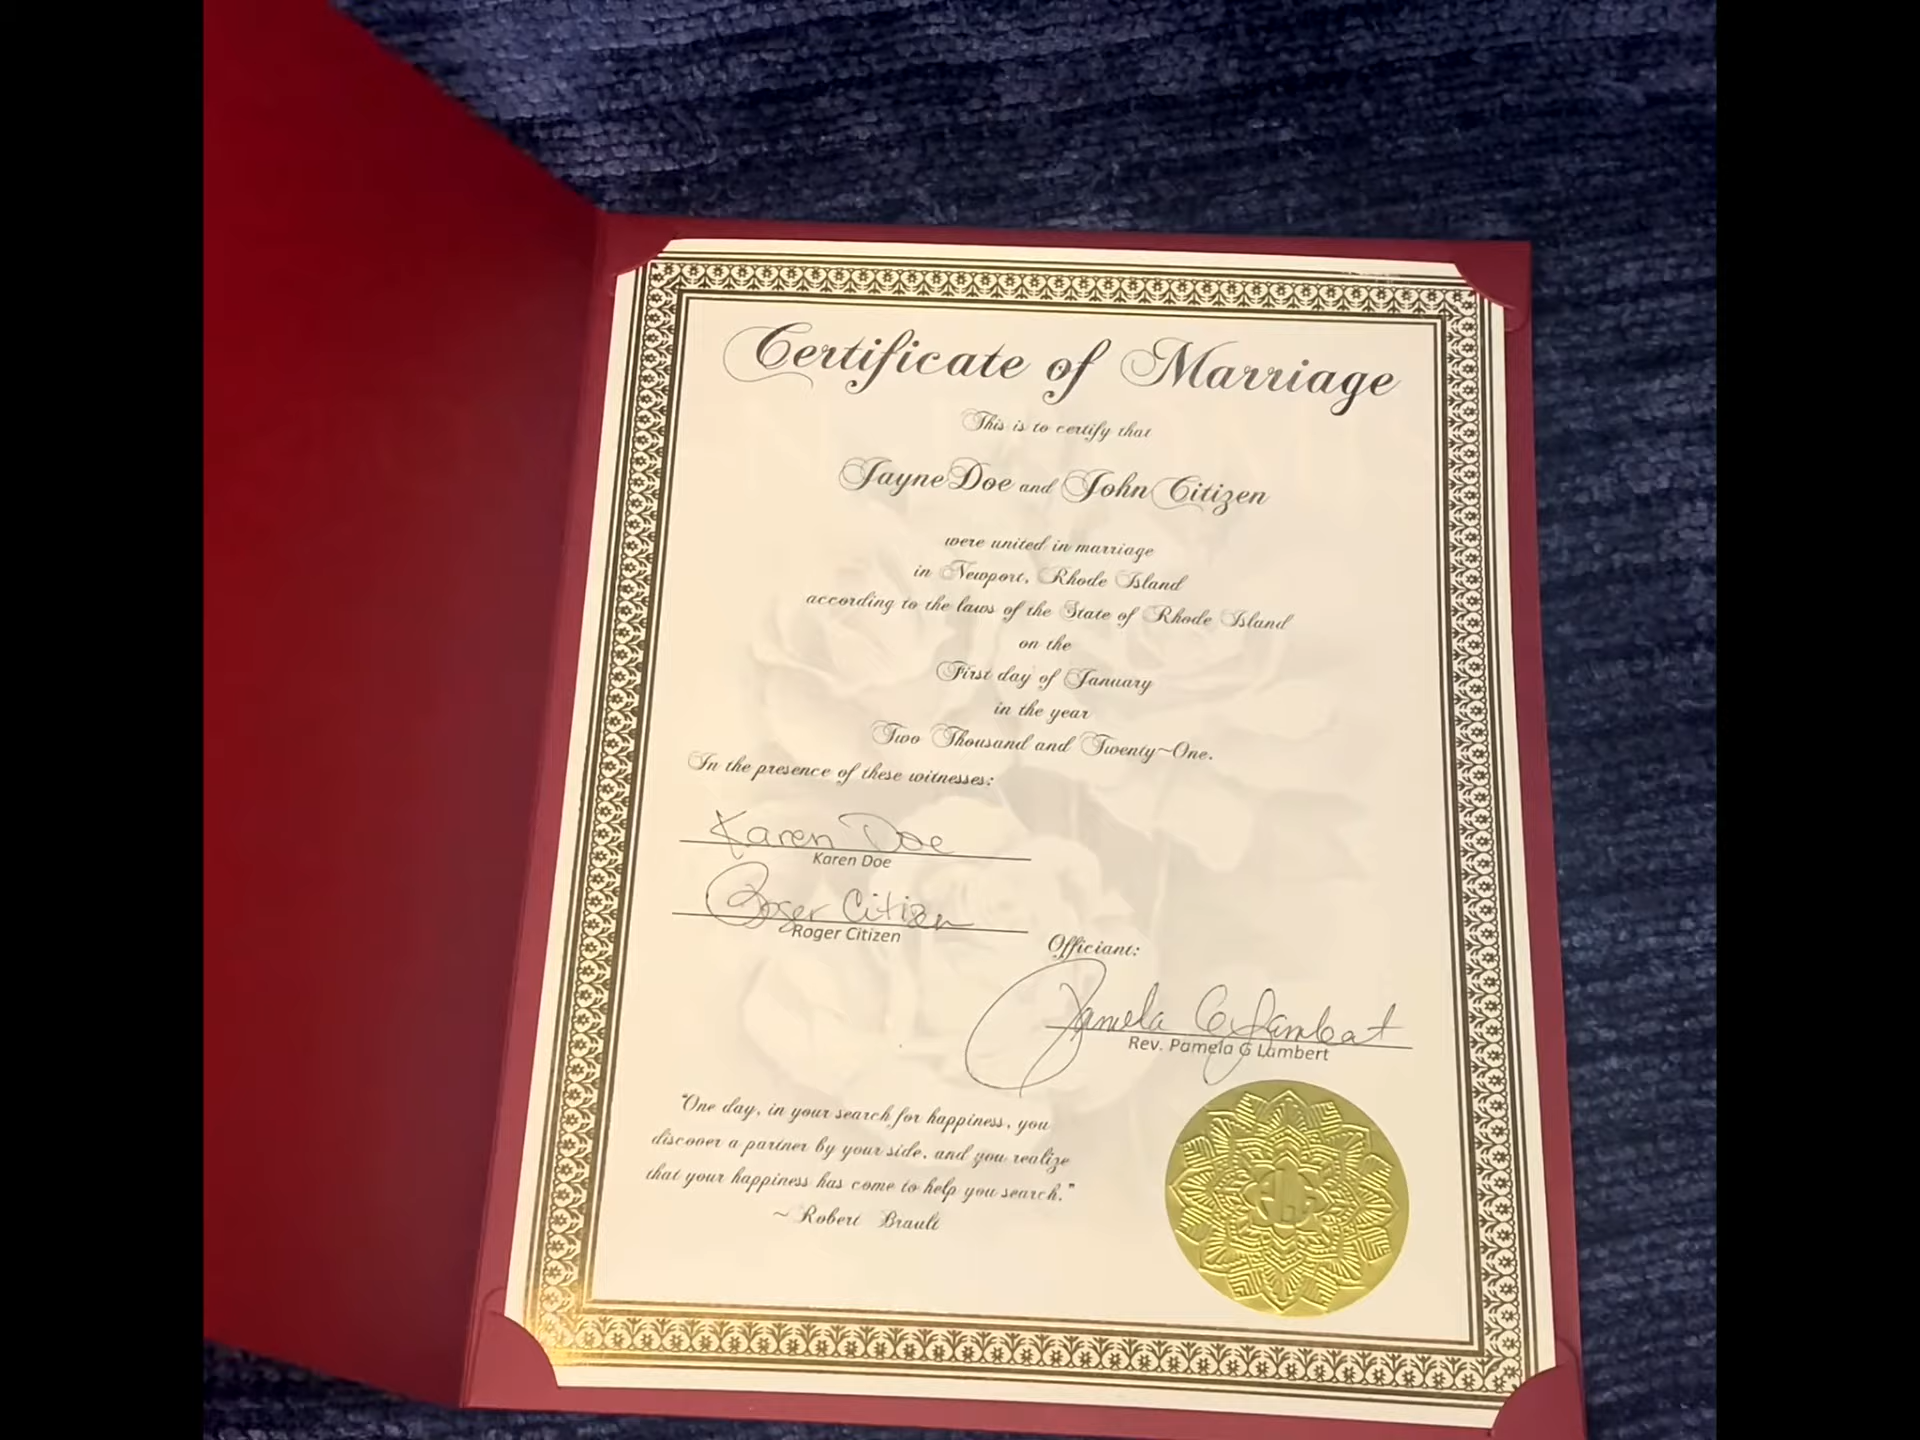 Certificate of Marriage
This is to certify that
Jayne Doe and John Citizen
were united in marriage
in Newport, Rhode Island
according to the laws of the State of Rhode Island
on the
First day of January
in the year
Two Thousand and Twenty~One.
In the presence of these witnesses:
Karen Doe
Karen Doe
Roger Citizen
Roger Citizen
Officiant:
Pamela G Lambert
Rev. Pamela G Lambert
"One day, in your search for happiness, you
discover a partner by your side, and you realize
that your happiness has come to help you search."
~ Robert Brault